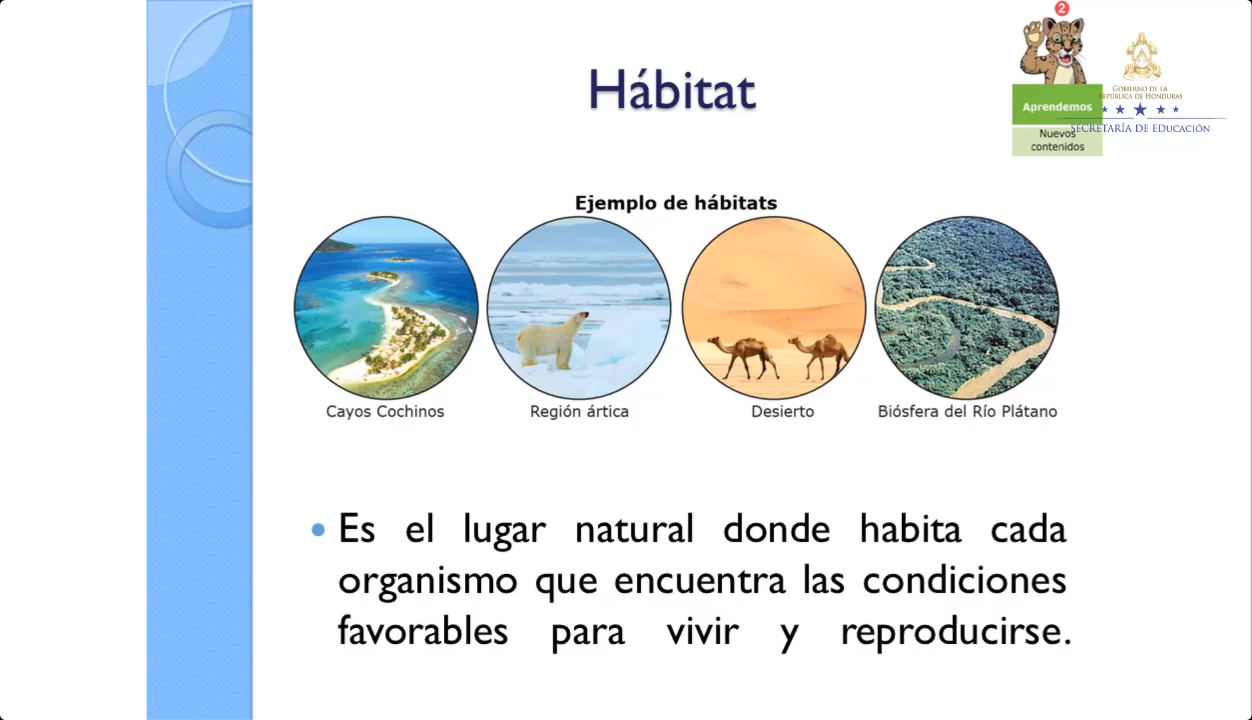 2
Hábitat
GOBIERNO DE LA
REPÚBLICA DE HONDURAS
Aprendemos
SECRETARÍA DE EDUCACIÓN
Nuevos
contenidos
Ejemplo de hábitats
Cayos Cochinos
Región ártica
Desierto
Biósfera del Río Plátano
Es el lugar natural donde habita cada
organismo que encuentra las condiciones
favorables para vivir y reproducirse.